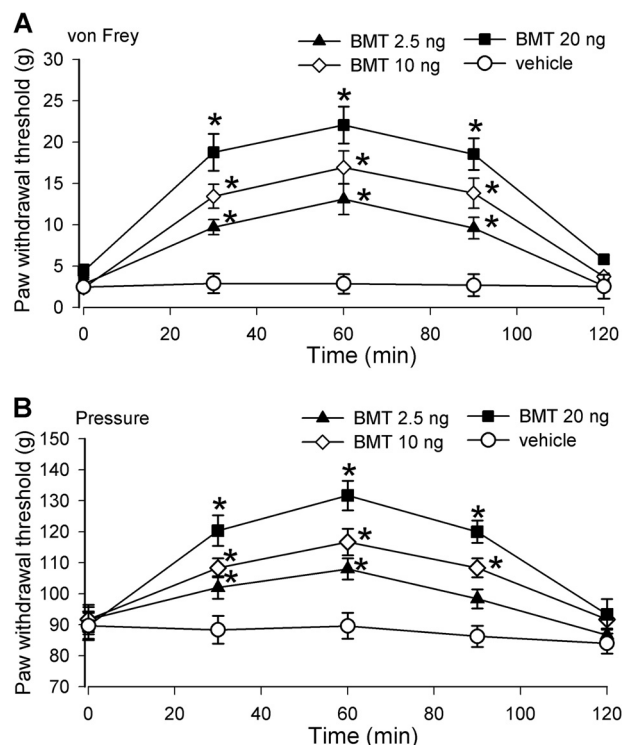 A
von Frey
BMT 2.5 ng
BMT 20 ng
BMT 10 ng
vehicle
Paw withdrawal threshold (g)
30
25
20
15
10
5
0
* * *
* * *
* * *
0 20 40 60 80 100 120
Time (min)
B
Pressure
BMT 2.5 ng
BMT 20 ng
BMT 10 ng
vehicle
Paw withdrawal threshold (g)
150
140
130
120
110
100
90
80
70
* * *
* * *
* *
0 20 40 60 80 100 120
Time (min)